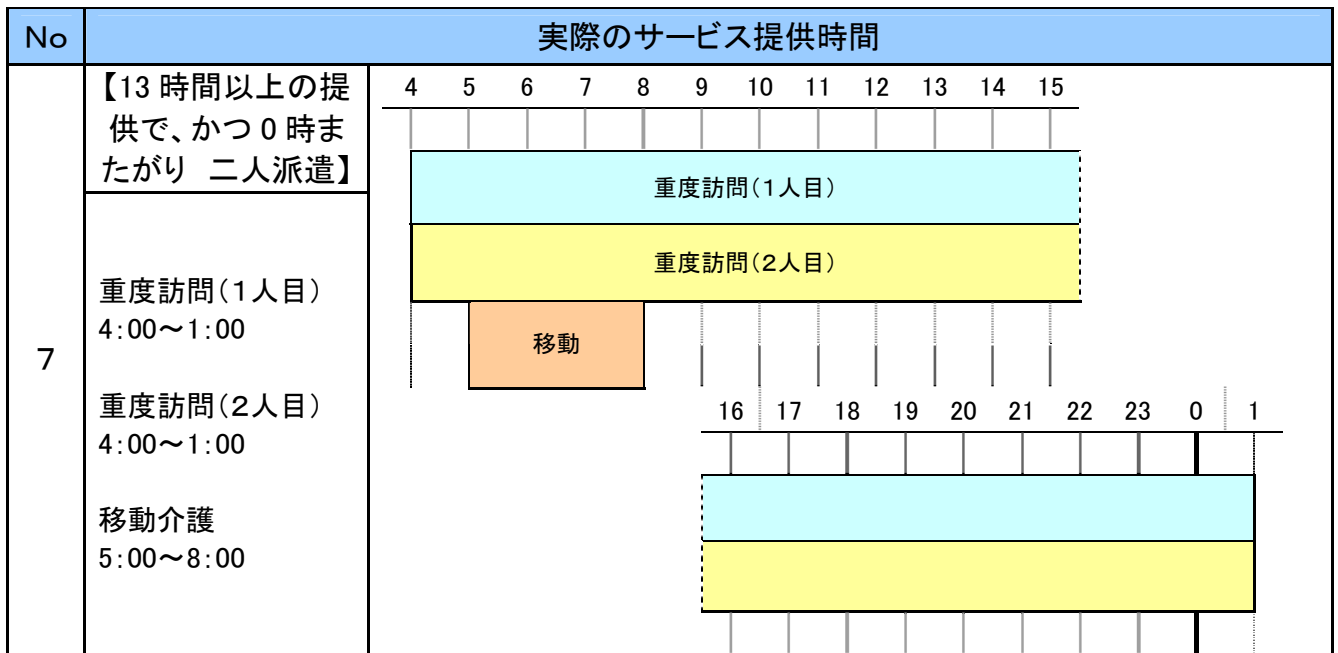 No 実際のサービス提供時間
7
【13時間以上の提
供で、かつ0時ま
たがり 二人派遣】
重度訪問(1人目)
4:00～1:00
重度訪問(2人目)
4:00～1:00
移動介護
5:00～8:00
4 5 6 7 8 9 10 11 12 13 14 15
重度訪問(1人目)
重度訪問(2人目)
移動
16 17 18 19 20 21 22 23 0 1